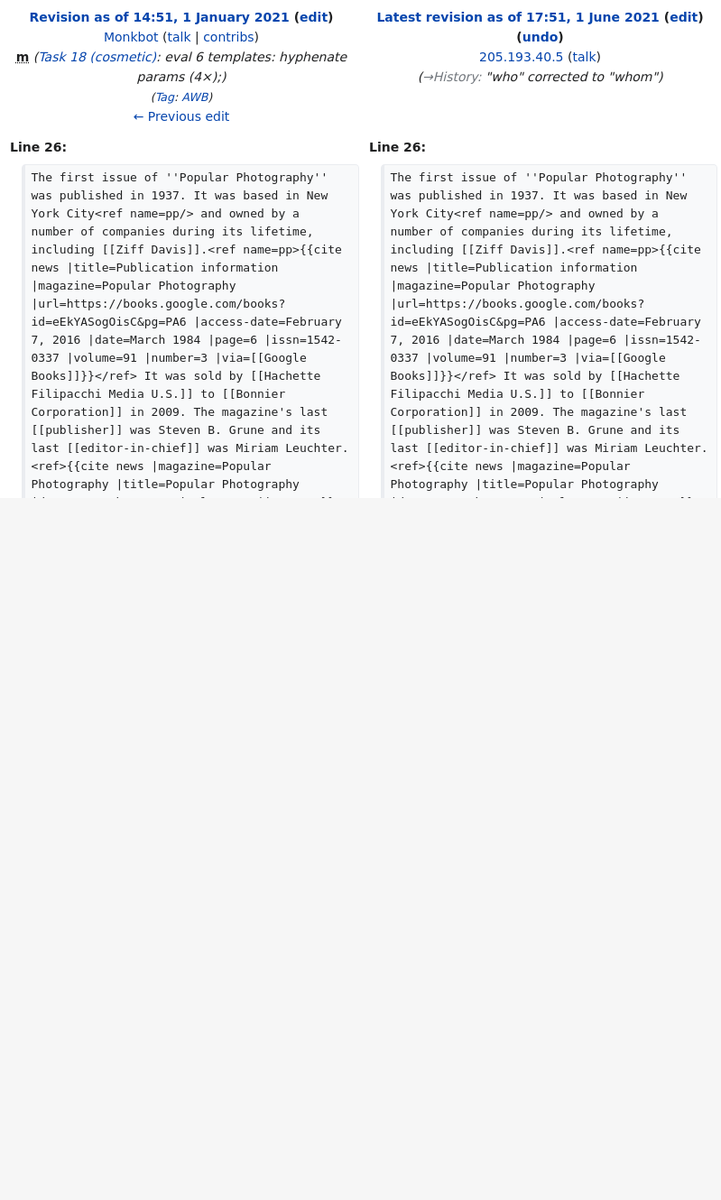 Revision as of 14:51, 1 January 2021 (edit)
Monkbot (talk | contribs)
m (Task 18 (cosmetic): eval 6 templates: hyphenate
params (4×);)
(Tag: AWB)
← Previous edit
Latest revision as of 17:51, 1 June 2021 (edit)
(undo)
205.193.40.5 (talk)
(→History: "who" corrected to "whom")
Line 26:
The first issue of ''Popular Photography''
was published in 1937. It was based in New
York City<ref name=pp/> and owned by a
number of companies during its lifetime,
including [[Ziff Davis]].<ref name=pp>{{cite
news |title=Publication information
|magazine=Popular Photography
|url=https://books.google.com/books?
id=eEkYASogOisC&pg=PA6 |access-date=February
7, 2016 |date=March 1984 |page=6 |issn=1542-
0337 |volume=91 |number=3 |via=[[Google
Books]]}}</ref> It was sold by [[Hachette
Filipacchi Media U.S.]] to [[Bonnier
Corporation]] in 2009. The magazine's last
[[publisher]] was Steven B. Grune and its
last [[editor-in-chief]] was Miriam Leuchter.
<ref>{{cite news |magazine=Popular
Photography |title=Popular Photography
Line 26:
The first issue of ''Popular Photography''
was published in 1937. It was based in New
York City<ref name=pp/> and owned by a
number of companies during its lifetime,
including [[Ziff Davis]].<ref name=pp>{{cite
news |title=Publication information
|magazine=Popular Photography
|url=https://books.google.com/books?
id=eEkYASogOisC&pg=PA6 |access-date=February
7, 2016 |date=March 1984 |page=6 |issn=1542-
0337 |volume=91 |number=3 |via=[[Google
Books]]}}</ref> It was sold by [[Hachette
Filipacchi Media U.S.]] to [[Bonnier
Corporation]] in 2009. The magazine's last
[[publisher]] was Steven B. Grune and its
last [[editor-in-chief]] was Miriam Leuchter.
<ref>{{cite news |magazine=Popular
Photography |title=Popular Photography